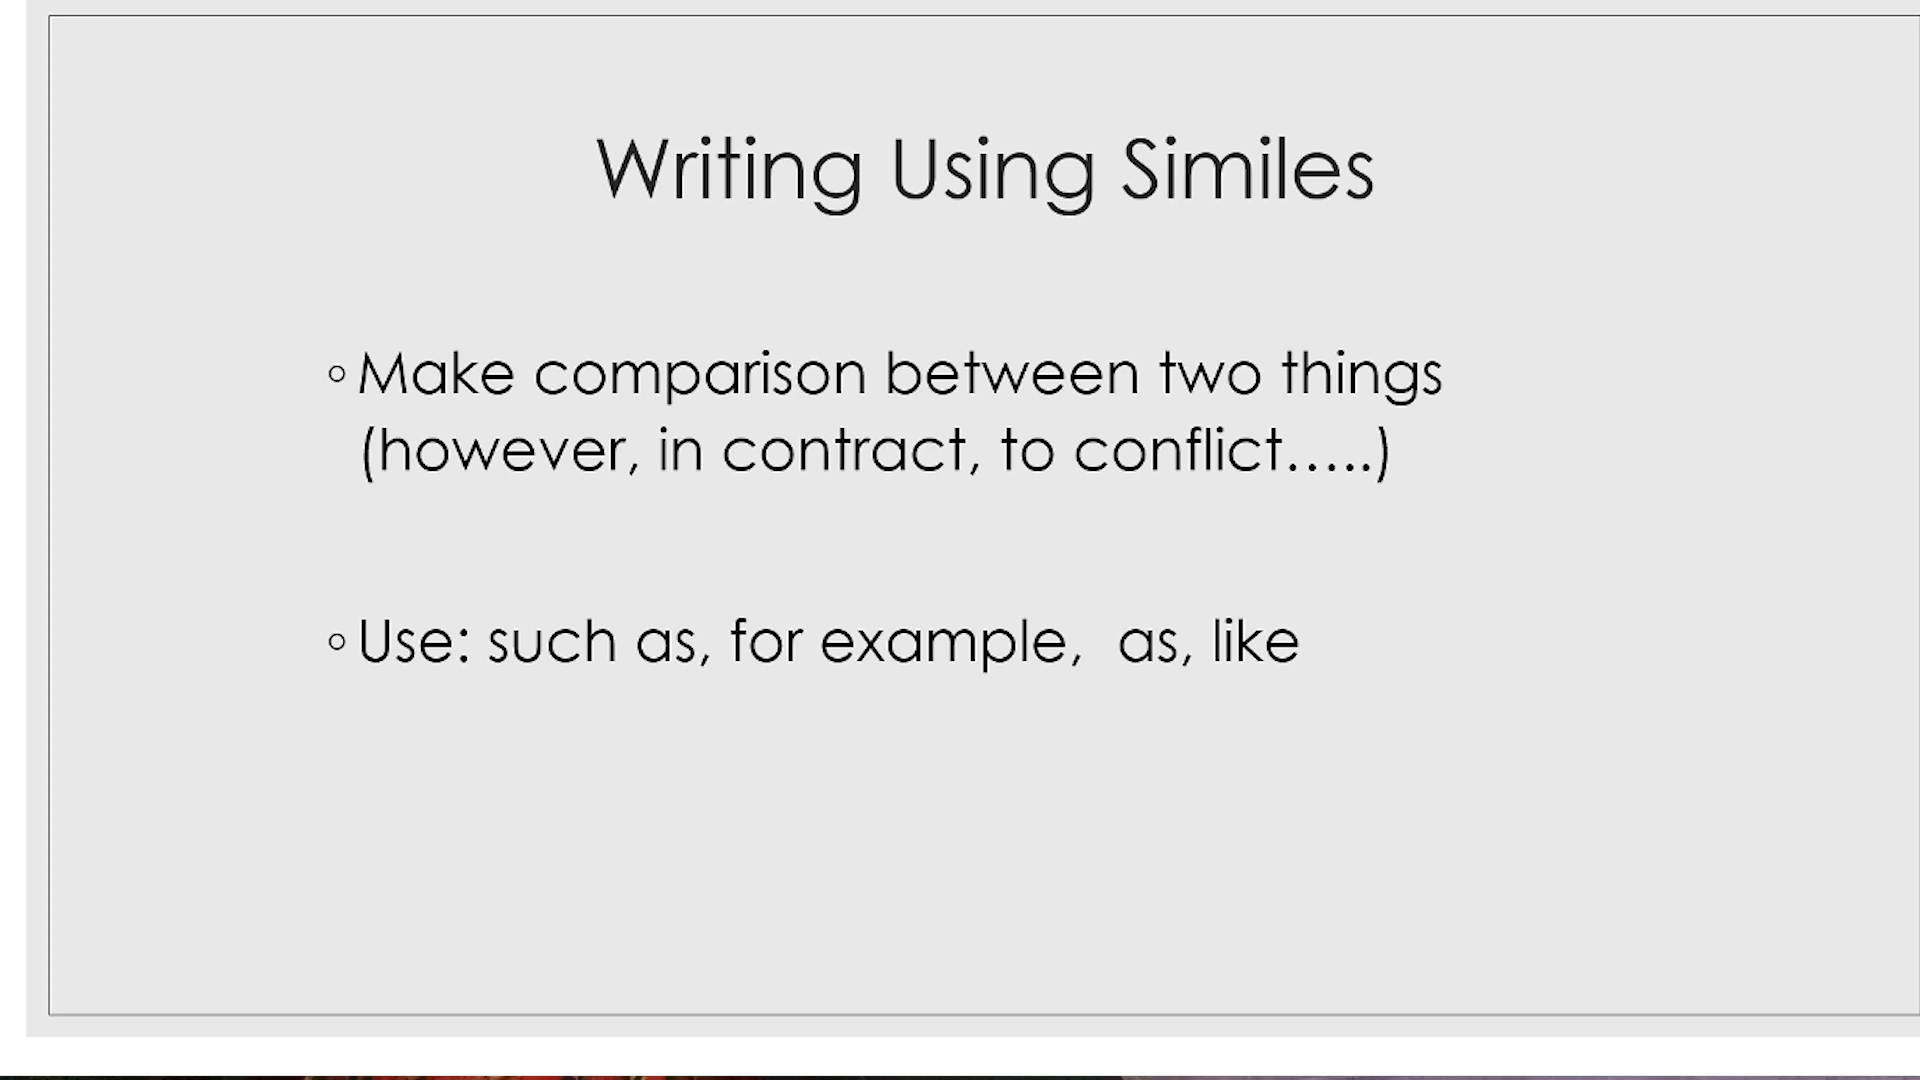 Writing Using Similes
◦ Make comparison between two things
(however, in contract, to conflict…..)
◦ Use: such as, for example,  as, like